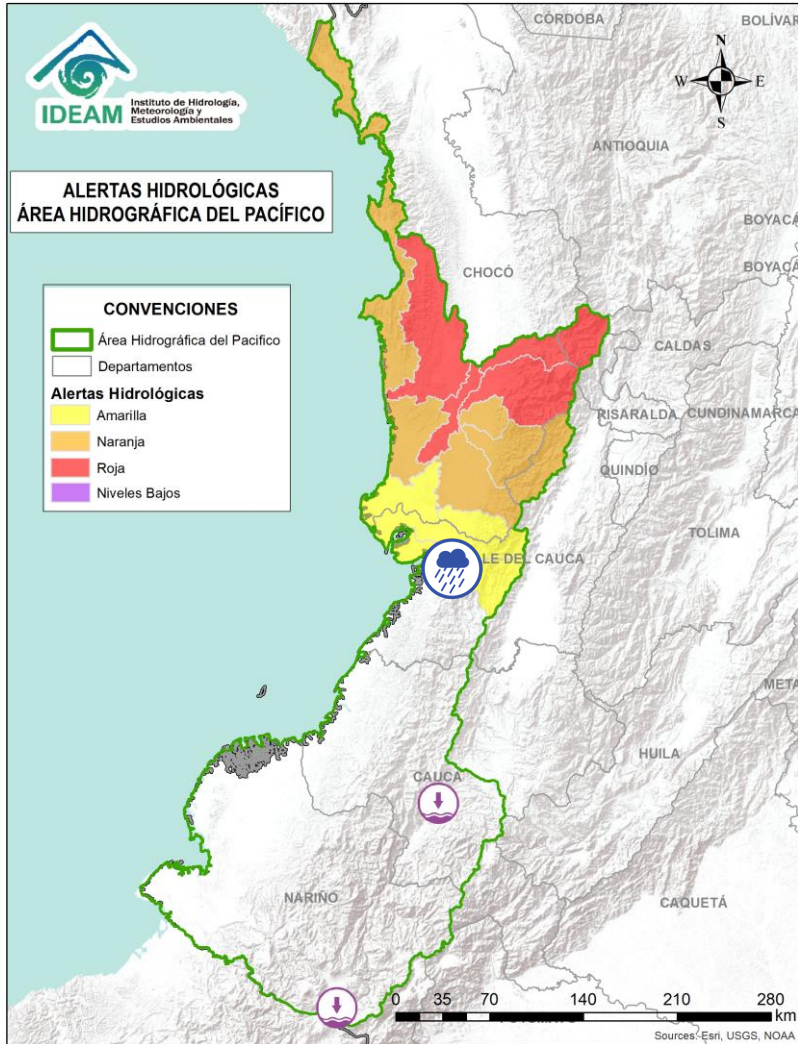 CÓRDOBA
BOLÍVAR
N
W
E
S
IDEAM
Instituto de Hidrología,
Meteorología y
Estudios Ambientales
ANTIOQUIA
ALERTAS HIDROLÓGICAS
ÁREA HIDROGRÁFICA DEL PACÍFICO
BOYACÁ
BOYACÁ
CHOCÓ
CONVENCIONES
Área Hidrográfica del Pacifico
Departamentos
Alertas Hidrológicas
Amarilla
Naranja
Roja
Niveles Bajos
CALDAS
RISARALDA
CUNDINAMARCA
QUINDÍO
TOLIMA
LE DEL CAUCA
META
HUILA
CAUCA
NARIÑO
CAQUETÁ
0 35 70 140 210 280
km
Sources: Esri, USGS, NOAA